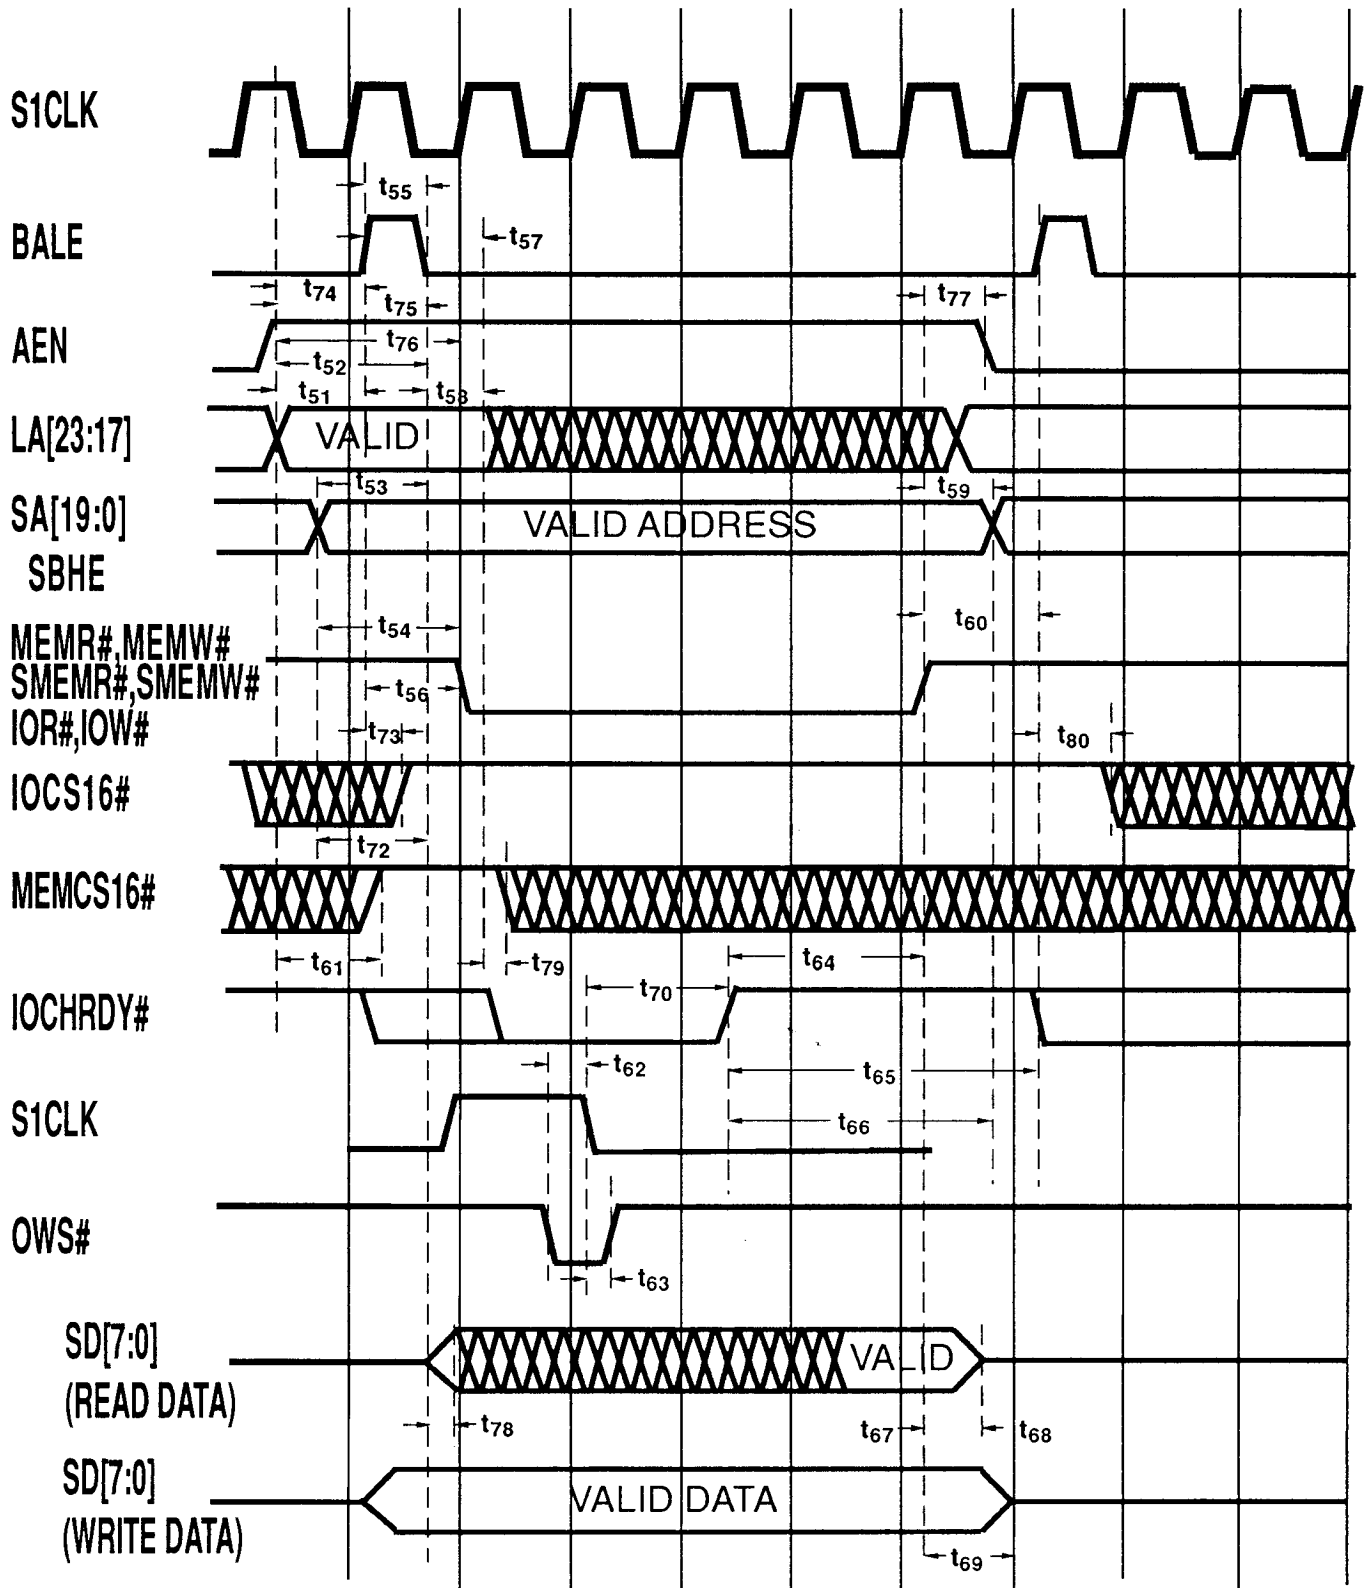 S1CLK
t55
BALE
t57
t74
t77
t75
AEN
t76
t52
t51
t58
LA[23:17]
VALID
t53
t59
SA[19:0]
VALID ADDRESS
SBHE
t60
t54
MEMR#,MEMW#
SMEMR#,SMEMW#
t56
IOR#,IOW#
t73
t80
IOCS16#
t72
MEMCS16#
t61
t79
t64
t70
IOCHRDY#
t62
t65
S1CLK
t66
OWS#
t63
SD[7:0]
VALID
(READ DATA)
t78
t67
t68
SD[7:0]
VALID DATA
(WRITE DATA)
t69